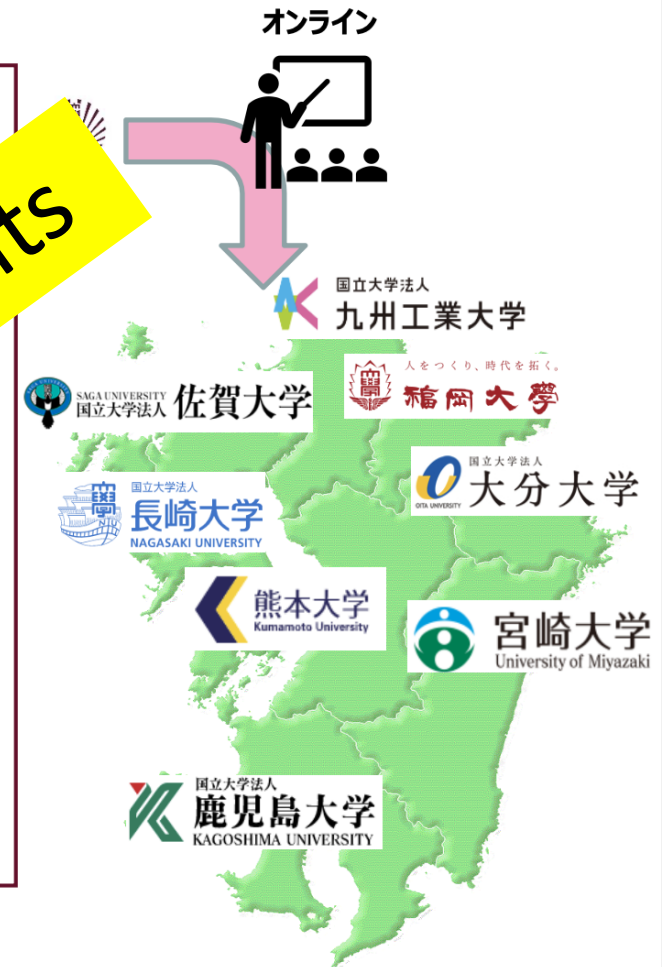 オンライン
国立大学法人
九州工業大学
人をつくり、時代を拓く。
福岡大學
SAGA UNIVERSITY
国立大学法人 佐賀大学
国立大学法人
大分大学
OITA UNIVERSITY
国立大学法人
長崎大学
NAGASAKI UNIVERSITY
熊本大学
Kumamoto University
宮崎大学
University of Miyazaki
国立大学法人
鹿児島大学
KAGOSHIMA UNIVERSITY